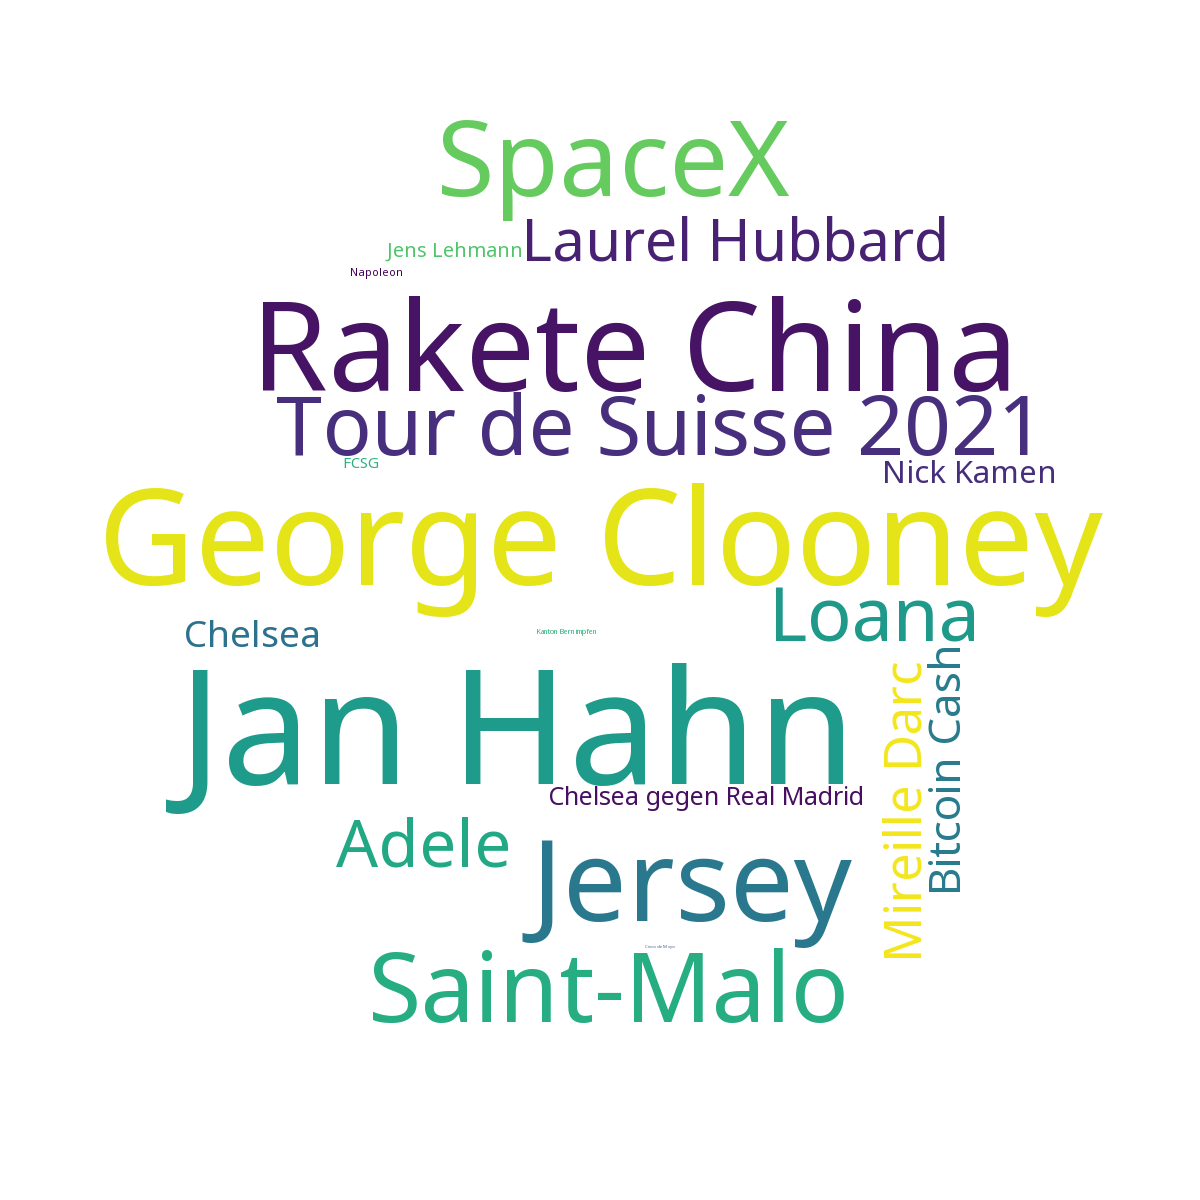 SpaceX
Laurel Hubbard
Jens Lehmann
Napoleon
Rakete China
Tour de Suisse 2021
FCSG
Nick Kamen
George Clooney
Loana
Chelsea
Kanton Bern impfen
Jan Hahn
Mireille Darc
Bitcoin Cash
Chelsea gegen Real Madrid
Adele
Jersey
Saint-Malo